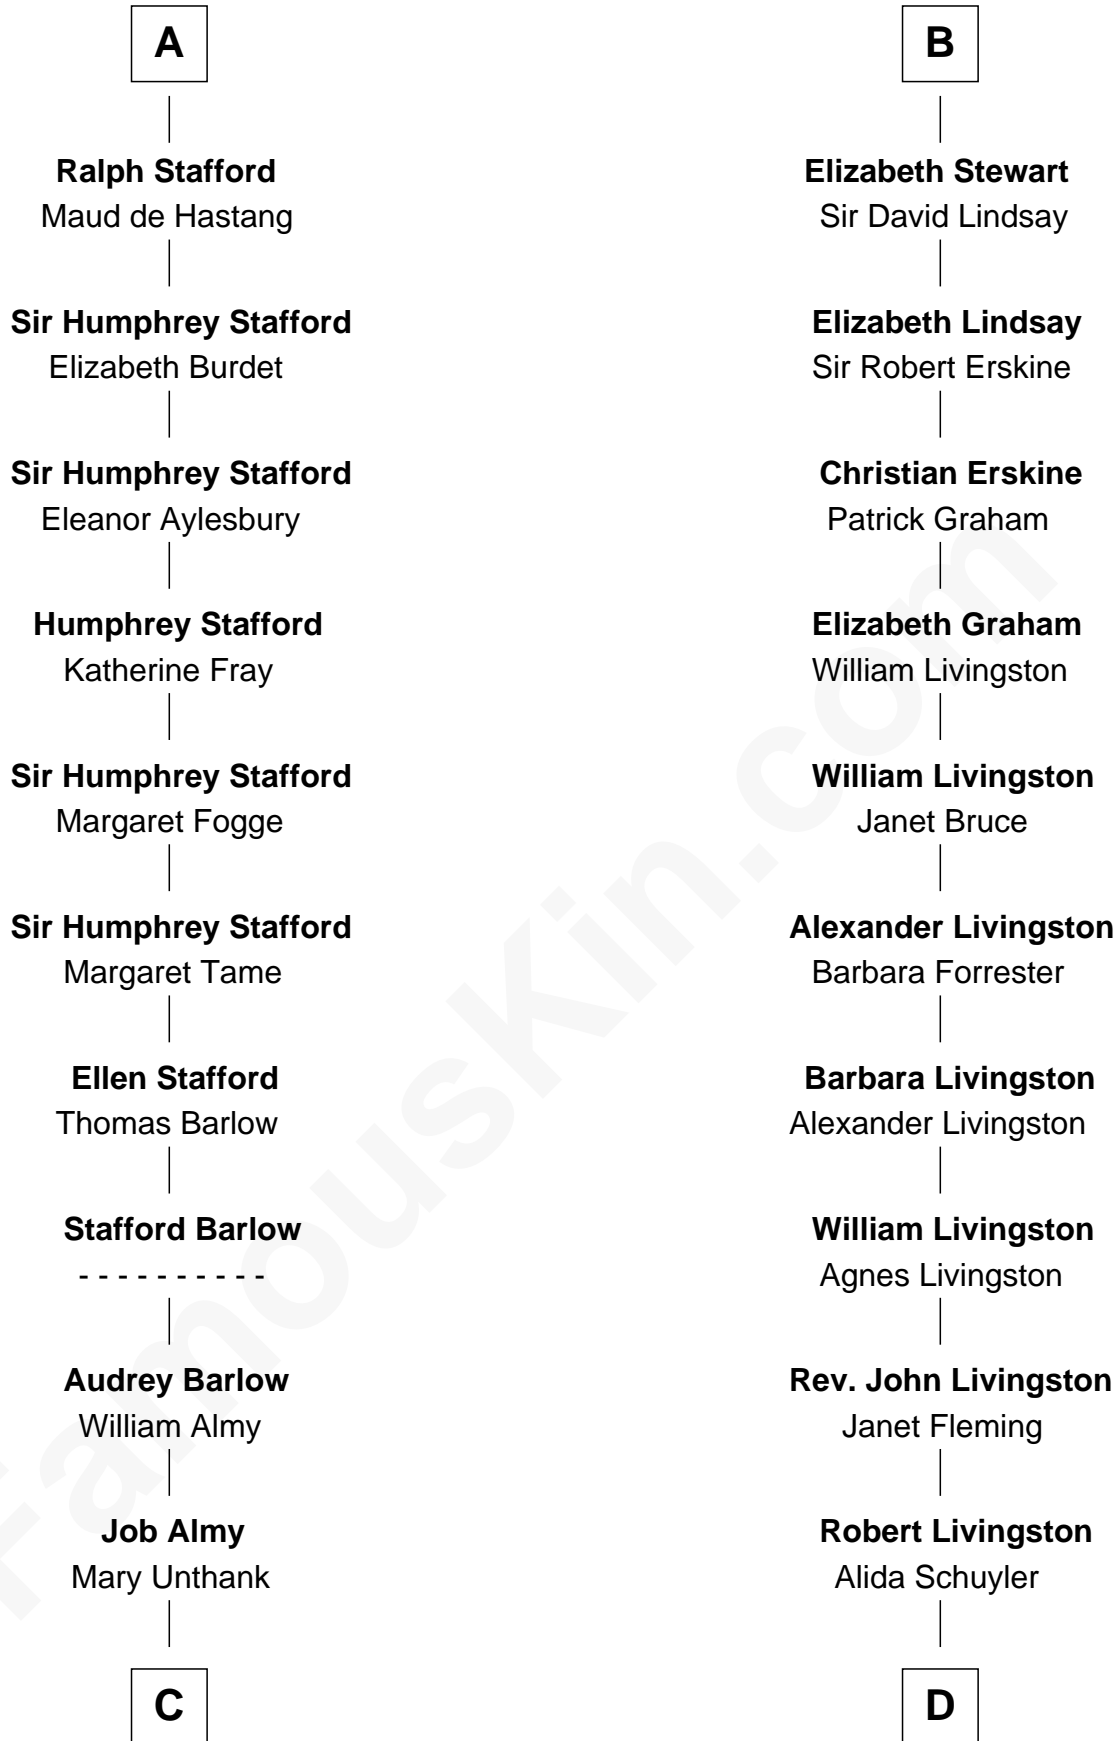 A
Ralph Stafford
Maud de Hastang
Sir Humphrey Stafford
Elizabeth Burdet
Sir Humphrey Stafford
Eleanor Aylesbury
Humphrey Stafford
Katherine Fray
Sir Humphrey Stafford
Margaret Fogge
Sir Humphrey Stafford
Margaret Tame
Ellen Stafford
Thomas Barlow
Stafford Barlow
- - - - - - - - - -
Audrey Barlow
William Almy
Job Almy
Mary Unthank
C
B
Elizabeth Stewart
Sir David Lindsay
Elizabeth Lindsay
Sir Robert Erskine
Christian Erskine
Patrick Graham
Elizabeth Graham
William Livingston
William Livingston
Janet Bruce
Alexander Livingston
Barbara Forrester
Barbara Livingston
Alexander Livingston
William Livingston
Agnes Livingston
Rev. John Livingston
Janet Fleming
Robert Livingston
Alida Schuyler
D
FamousKin.com